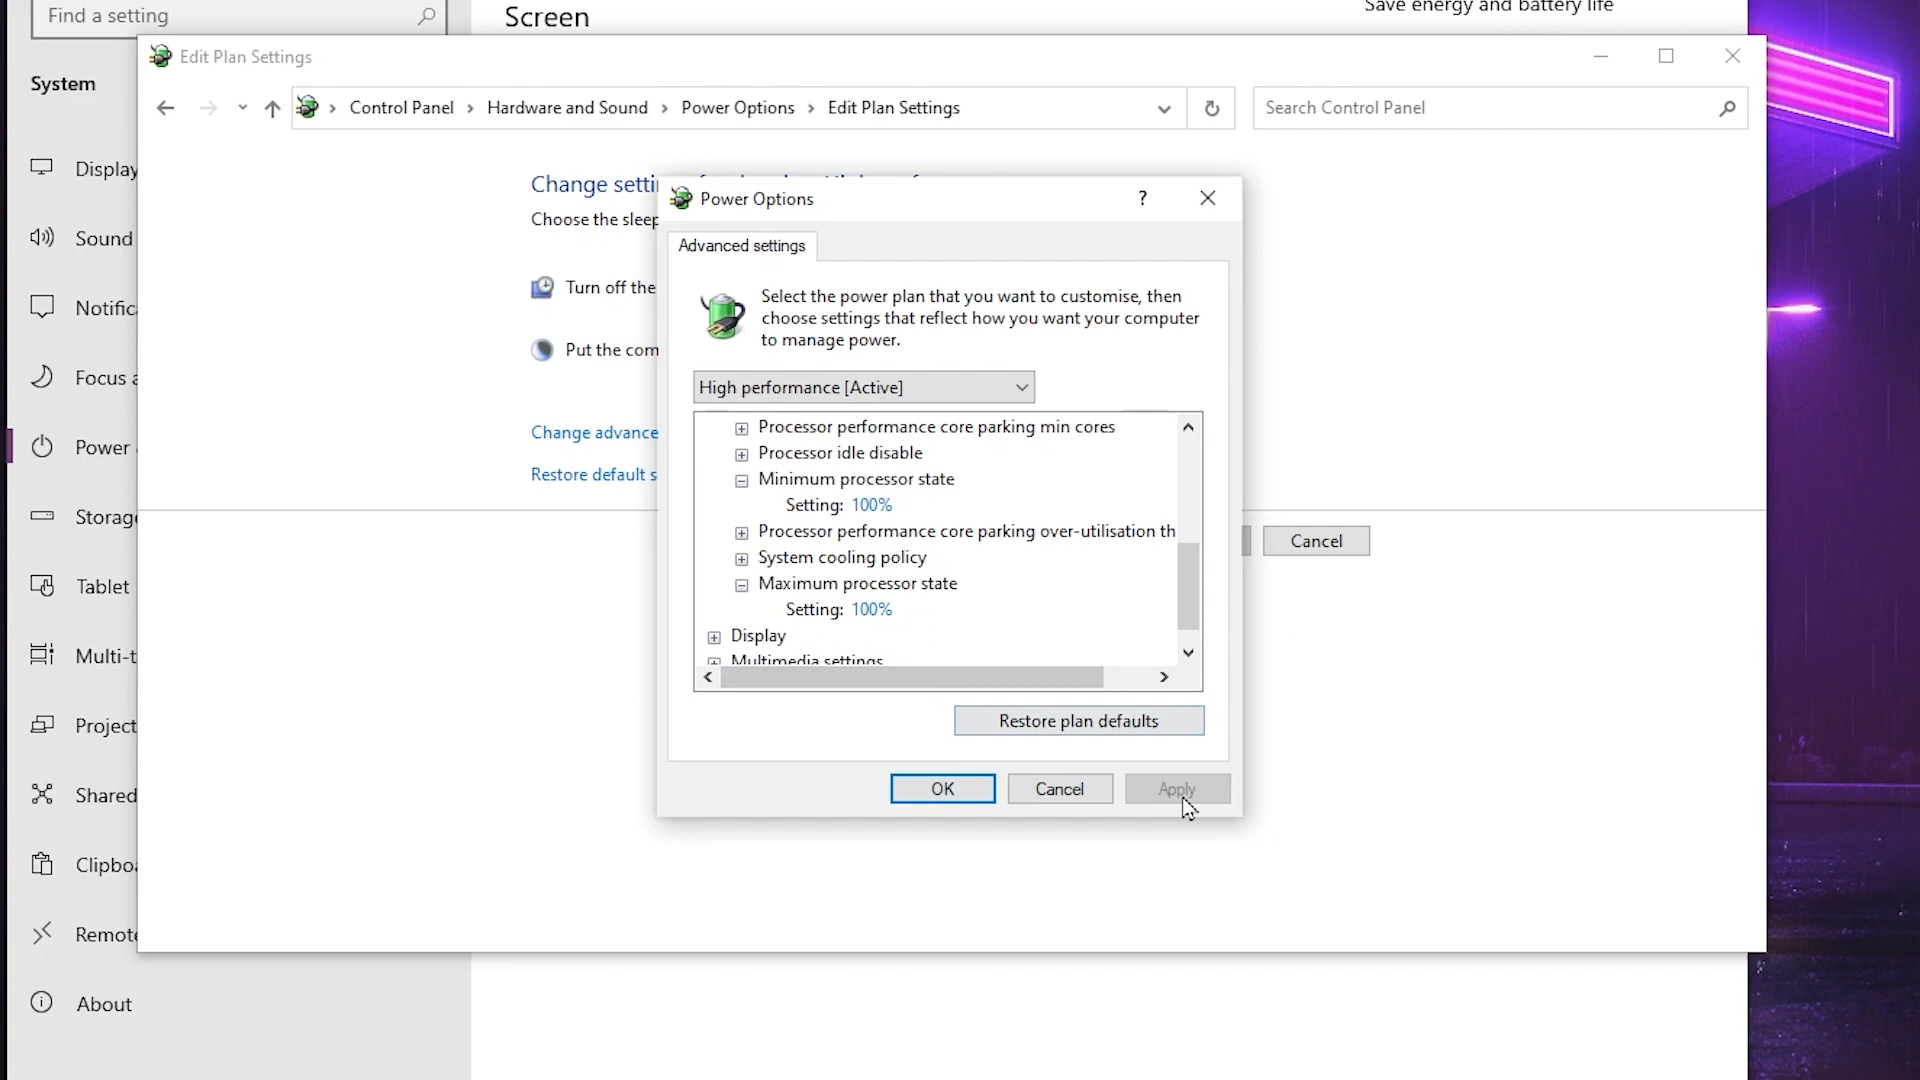 Find a setting
Screen
Save energy and battery life
Edit Plan Settings
System
Control Panel
Hardware and Sound
Power Options
Edit Plan Settings
Search Control Panel
Display
Sound
Power
Tablet
Project
Shared
About
Change
Choose the sleep
Turn off the
Put the com
Change
Restore default s
Cancel
Power Options
Advanced settings
Select the power plan that you want to customise, then
choose settings that reflect how you want your computer
to manage power.
High performance [Active]
Processor performance core parking min cores
Processor idle disable
Minimum processor state
Setting: 100%
Processor performance core parking over-utilisation th
System cooling policy
Maximum processor state
Setting: 100%
Display
Multimedia settings
Restore plan defaults
OK
Cancel
Apply